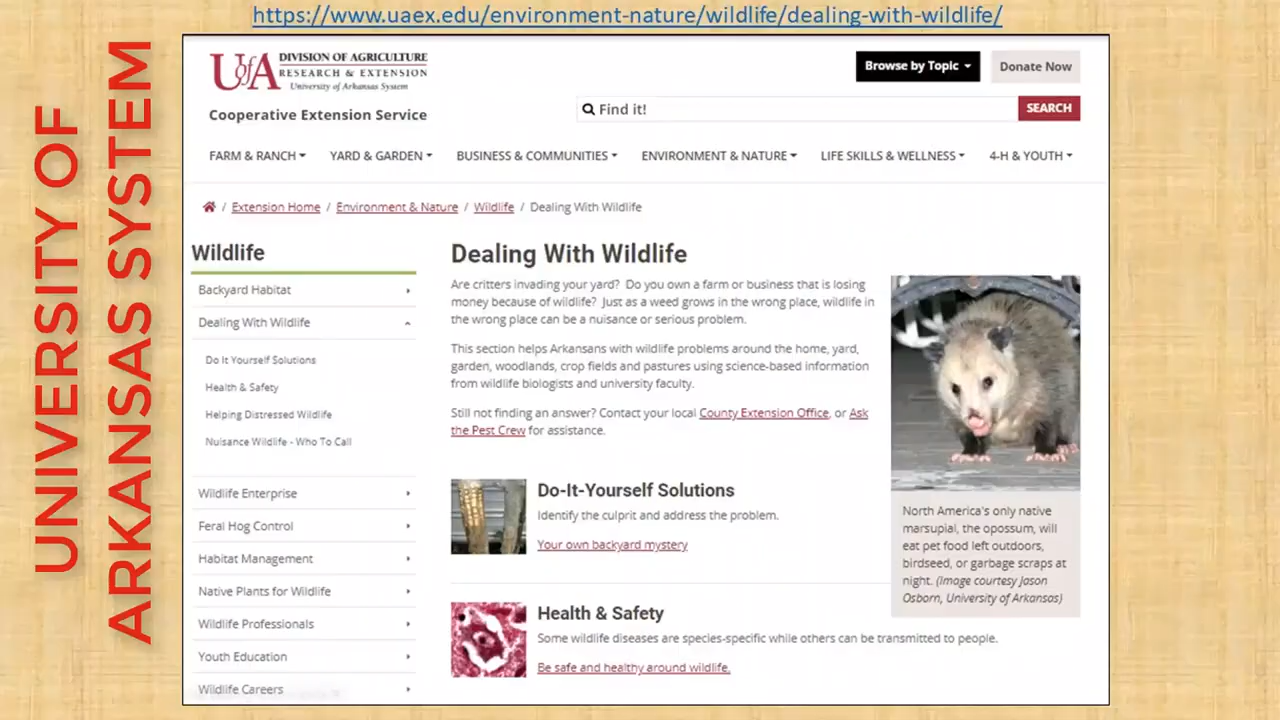 https://www.uaex.edu/environment-nature/wildlife/dealing-with-wildlife/
UNIVERSITY OF
ARKANSAS SYSTEM
UofA DIVISION OF AGRICULTURE
RESEARCH & EXTENSION
University of Arkansas System
Cooperative Extension Service
Browse by Topic
Donate Now
Find it!
SEARCH
FARM & RANCH YARD & GARDEN BUSINESS & COMMUNITIES ENVIRONMENT & NATURE LIFE SKILLS & WELLNESS 4-H & YOUTH
/ Extension Home / Environment & Nature / Wildlife / Dealing With Wildlife
Wildlife
Backyard Habitat
Dealing With Wildlife
Do It Yourself Solutions
Health & Safety
Helping Distressed Wildlife
Nuisance Wildlife - Who To Call
Wildlife Enterprise
Feral Hog Control
Habitat Management
Native Plants for Wildlife
Wildlife Professionals
Youth Education
Wildlife Careers
Dealing With Wildlife
Are critters invading your yard? Do you own a farm or business that is losing
money because of wildlife? Just as a weed grows in the wrong place, wildlife in
the wrong place can be a nuisance or serious problem.
This section helps Arkansans with wildlife problems around the home, yard,
garden, woodlands, crop fields and pastures using science-based information
from wildlife biologists and university faculty.
Still not finding an answer? Contact your local County Extension Office, or Ask
the Pest Crew for assistance.
Do-It-Yourself Solutions
Identify the culprit and address the problem.
Your own backyard mystery
Health & Safety
Some wildlife diseases are species-specific while others can be transmitted to people.
Be safe and healthy around wildlife.
North America's only native
marsupial, the opossum, will
eat pet food left outdoors,
birdseed, or garbage scraps at
night. (Image courtesy Jason
Osborn, University of Arkansas)